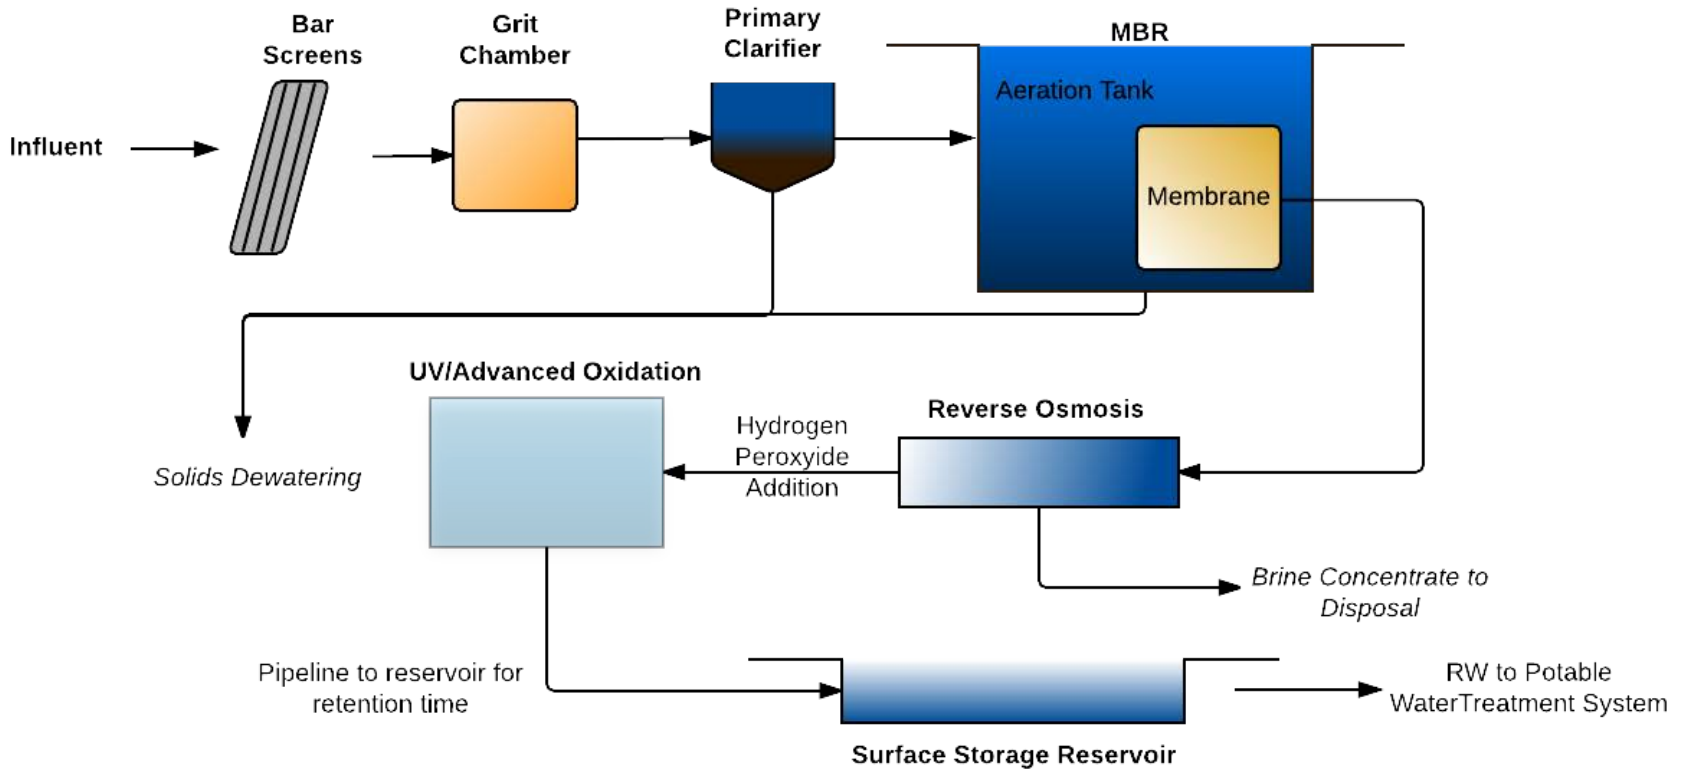 Bar
Screens
Grit
Chamber
Primary
Clarifier
MBR
Influent
Aeration Tank
Membrane
UV/Advanced Oxidation
Reverse Osmosis
Hydrogen
Peroxyide
Addition
Solids Dewatering
Brine Concentrate to
Disposal
Pipeline to reservoir for
retention time
RW to Potable
WaterTreatment System
Surface Storage Reservoir